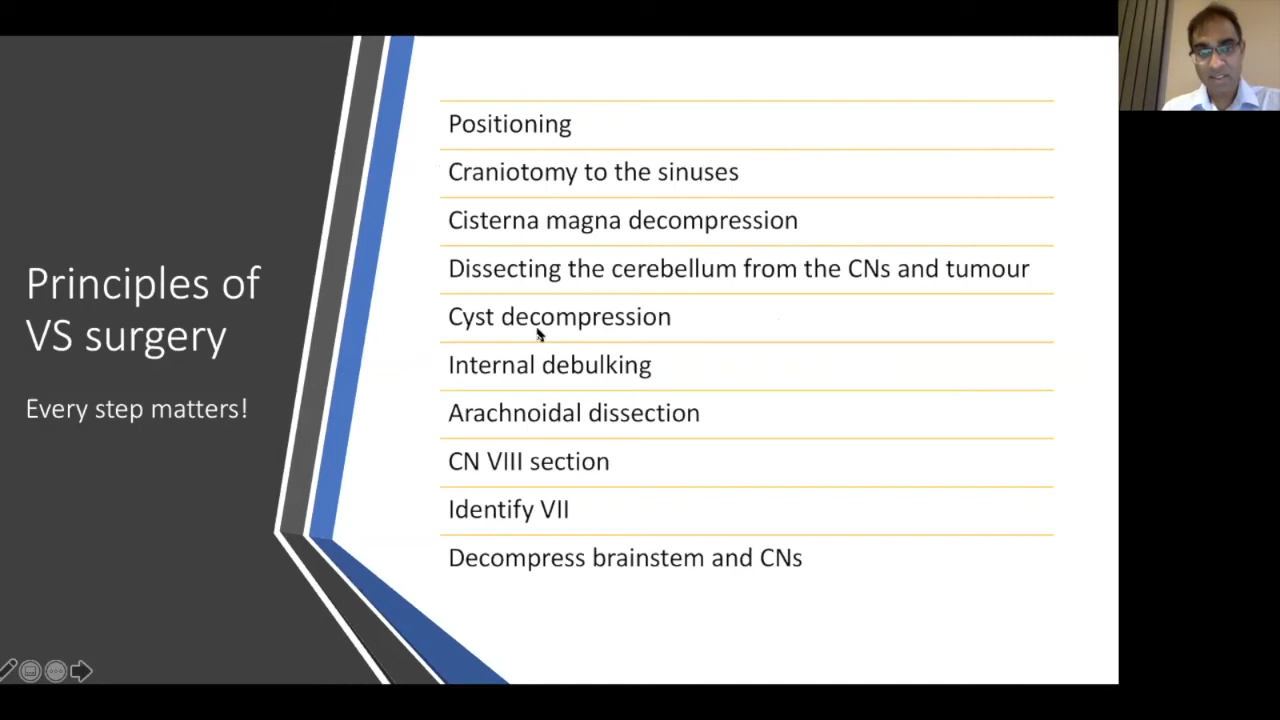 Principles of
VS surgery
Every step matters!
Positioning
Craniotomy to the sinuses
Cisterna magna decompression
Dissecting the cerebellum from the CNs and tumour
Cyst decompression
Internal debulking
Arachnoidal dissection
CN VIII section
Identify VII
Decompress brainstem and CNs